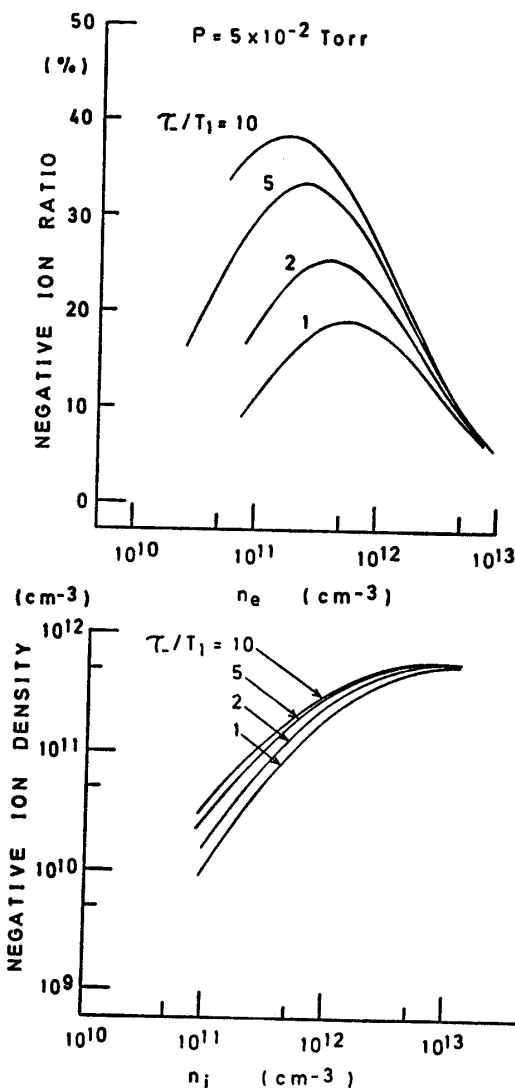 50
(%)
P = 5 x 10⁻² Torr
40
τ₋/T₁ = 10
5
30
2
20
1
10
0
NEGATIVE ION RATIO
10¹⁰ 10¹¹ 10¹² 10¹³
nₑ (cm⁻³)
(cm⁻³)
10¹²
τ₋/T₁ = 10
5
2
1
10¹¹
10¹⁰
10⁹
NEGATIVE ION DENSITY
10¹⁰ 10¹¹ 10¹² 10¹³
nᵢ (cm⁻³)